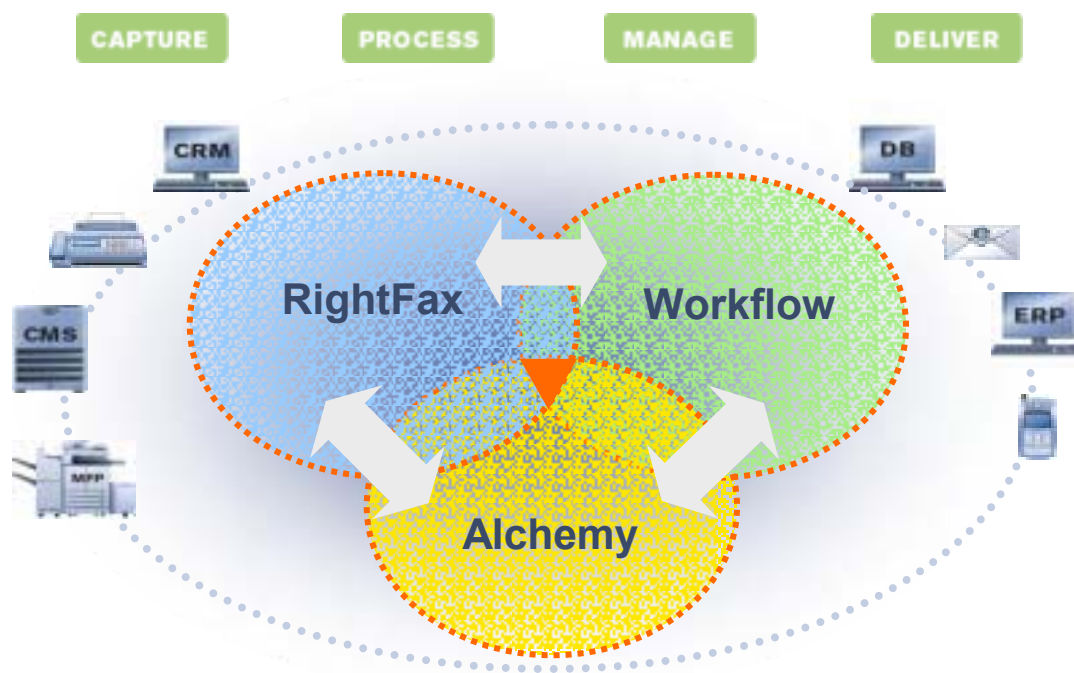 CAPTURE
PROCESS
MANAGE
DELIVER
CRM
DB
RightFax
Workflow
CMS
ERP
MFP
Alchemy